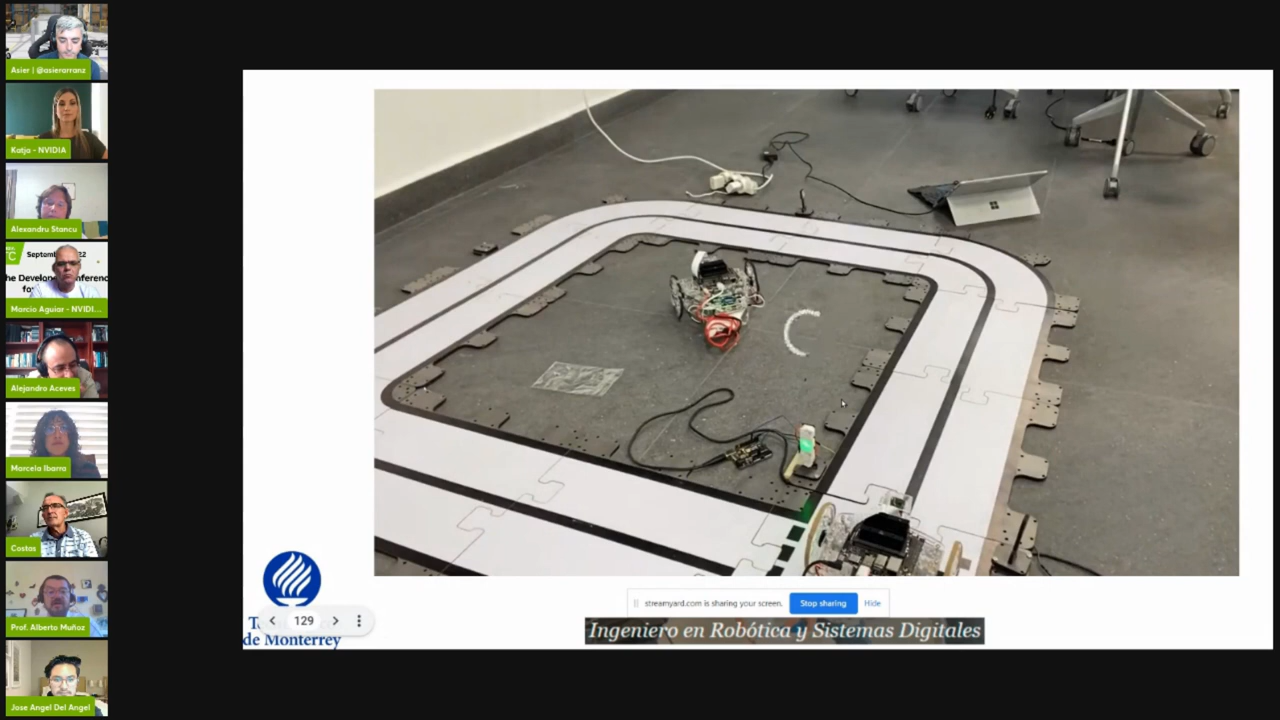 Asier | @asierarranz
Katja - NVIDIA
Alexandru Stancu
Marcio Aguiar - NVIDI...
Alejandro Aceves
Marcela Ibarra
Costas
Prof. Alberto Muñoz
Jose Angel Del Angel
129
de Monterrey
streamyard.com is sharing your screen.
Stop sharing
Hide
Ingeniero en Robótica y Sistemas Digitales